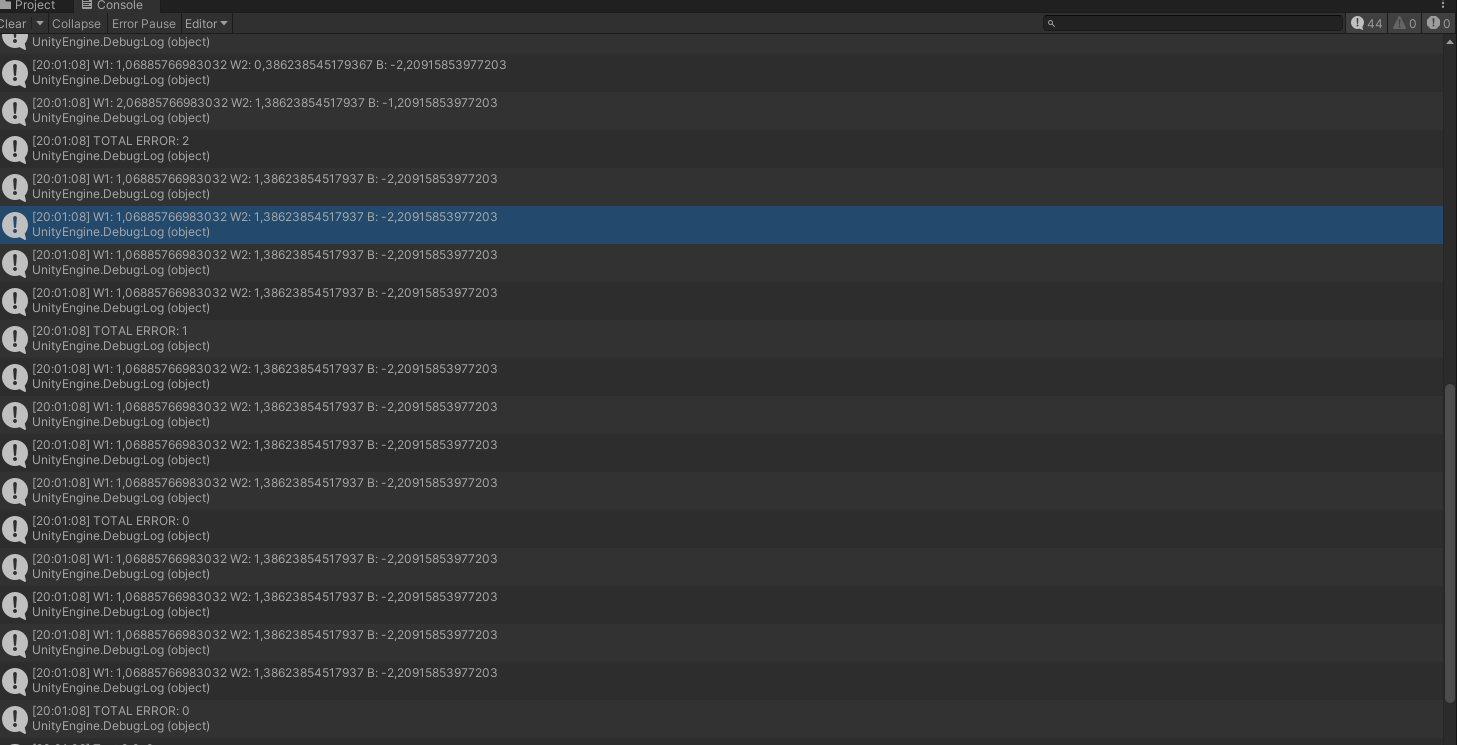 Project Console
Clear Collapse Error Pause Editor 44 0 0
UnityEngine.Debug:Log (object)
[20:01:08] W1: 1,06885766983032 W2: 0,386238545179367 B: -2,20915853977203
UnityEngine.Debug:Log (object)
[20:01:08] W1: 2,06885766983032 W2: 1,38623854517937 B: -1,20915853977203
UnityEngine.Debug:Log (object)
[20:01:08] TOTAL ERROR: 2
UnityEngine.Debug:Log (object)
[20:01:08] W1: 1,06885766983032 W2: 1,38623854517937 B: -2,20915853977203
UnityEngine.Debug:Log (object)
[20:01:08] W1: 1,06885766983032 W2: 1,38623854517937 B: -2,20915853977203
UnityEngine.Debug:Log (object)
[20:01:08] W1: 1,06885766983032 W2: 1,38623854517937 B: -2,20915853977203
UnityEngine.Debug:Log (object)
[20:01:08] W1: 1,06885766983032 W2: 1,38623854517937 B: -2,20915853977203
UnityEngine.Debug:Log (object)
[20:01:08] TOTAL ERROR: 1
UnityEngine.Debug:Log (object)
[20:01:08] W1: 1,06885766983032 W2: 1,38623854517937 B: -2,20915853977203
UnityEngine.Debug:Log (object)
[20:01:08] W1: 1,06885766983032 W2: 1,38623854517937 B: -2,20915853977203
UnityEngine.Debug:Log (object)
[20:01:08] W1: 1,06885766983032 W2: 1,38623854517937 B: -2,20915853977203
UnityEngine.Debug:Log (object)
[20:01:08] W1: 1,06885766983032 W2: 1,38623854517937 B: -2,20915853977203
UnityEngine.Debug:Log (object)
[20:01:08] TOTAL ERROR: 0
UnityEngine.Debug:Log (object)
[20:01:08] W1: 1,06885766983032 W2: 1,38623854517937 B: -2,20915853977203
UnityEngine.Debug:Log (object)
[20:01:08] W1: 1,06885766983032 W2: 1,38623854517937 B: -2,20915853977203
UnityEngine.Debug:Log (object)
[20:01:08] W1: 1,06885766983032 W2: 1,38623854517937 B: -2,20915853977203
UnityEngine.Debug:Log (object)
[20:01:08] W1: 1,06885766983032 W2: 1,38623854517937 B: -2,20915853977203
UnityEngine.Debug:Log (object)
[20:01:08] TOTAL ERROR: 0
UnityEngine.Debug:Log (object)